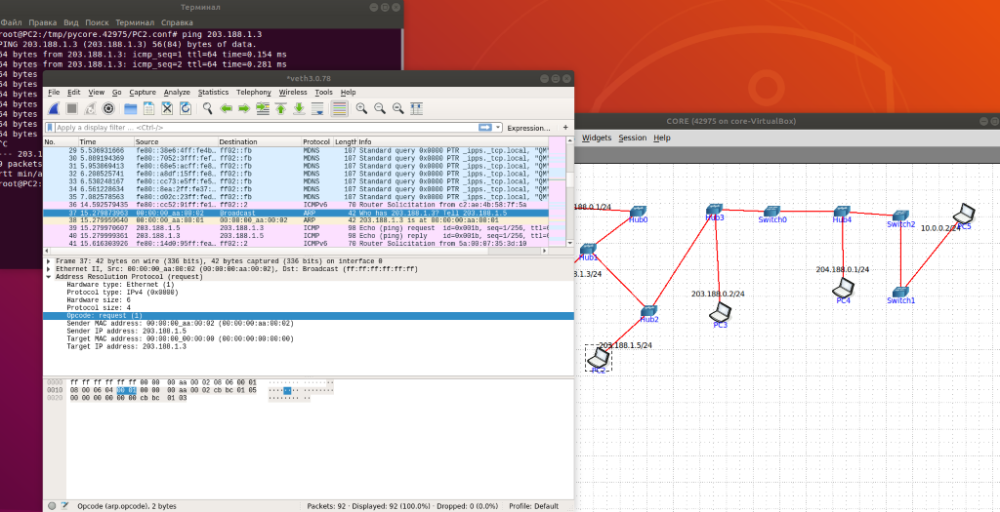 Терминал
Файл Правка Вид Поиск Терминал Справка
root@PC2:/tmp/pycore.42975/PC2.conf# ping 203.188.1.3
PING 203.188.1.3 (203.188.1.3) 56(84) bytes of data.
64 bytes from 203.188.1.3: icmp_seq=1 ttl=64 time=0.154 ms
64 bytes from 203.188.1.3: icmp_seq=2 ttl=64 time=0.281 ms
64 bytes
64 bytes
64 bytes
64 bytes
64 bytes
64 bytes
64 bytes
^C
--- 203.1
9 packets
rtt min/a
root@PC2:
*veth3.0.78
File Edit View Go Capture Analyze Statistics Telephony Wireless Tools Help
Apply a display filter ... <Ctrl-/> Expression... +
No. Time Source Destination Protocol Length Info
29 5.536931666 fe80::38e6:4ff:fe4b… ff02::fb MDNS 107 Standard query 0x0000 PTR _ipps._tcp.local, "QM"
30 5.889194369 fe80::7052:3fff:fef… ff02::fb MDNS 107 Standard query 0x0000 PTR _ipps._tcp.local, "QM"
31 5.953869413 fe80::68e5:acff:fe8… ff02::fb MDNS 107 Standard query 0x0000 PTR _ipps._tcp.local, "QM"
32 6.208525741 fe80::a8df:15ff:fe8… ff02::fb MDNS 107 Standard query 0x0000 PTR _ipps._tcp.local, "QM"
33 6.530248167 fe80::cc73:e5ff:fe5… ff02::fb MDNS 107 Standard query 0x0000 PTR _ipps._tcp.local, "QM"
34 6.561228634 fe80::8ea:2ff:fe37:… ff02::fb MDNS 107 Standard query 0x0000 PTR _ipps._tcp.local, "QM"
35 7.082578563 fe80::d02c:23ff:fed… ff02::fb MDNS 107 Standard query 0x0000 PTR _ipps._tcp.local, "QM"
36 14.592579435 fe80::cc52:91ff:fe1… ff02::2 ICMPv6 70 Router Solicitation from c2:ae:4b:58:7f:5a
37 15.279873963 00:00:00_aa:00:02 Broadcast ARP 42 Who has 203.188.1.3? Tell 203.188.1.5
38 15.279959361 00:00:00_aa:00:01 00:00:00_aa:00:02 ARP 42 203.188.1.3 is at 00:00:00:aa:00:01
39 15.279970607 203.188.1.5 203.188.1.3 ICMP 98 Echo (ping) request id=0x001b, seq=1/256, ttl=
40 15.279999240 203.188.1.3 203.188.1.5 ICMP 98 Echo (ping) reply id=0x001b, seq=1/256, ttl=
41 15.616303926 fe80::14d0:95ff:fe2… ff02::2 ICMPv6 70 Router Solicitation from 5a:00:07:35:3d:10
Frame 37: 42 bytes on wire (336 bits), 42 bytes captured (336 bits) on interface 0
Ethernet II, Src: 00:00:00_aa:00:02 (00:00:00:aa:00:02), Dst: Broadcast (ff:ff:ff:ff:ff:ff)
Address Resolution Protocol (request)
Hardware type: Ethernet (1)
Protocol type: IPv4 (0x0800)
Hardware size: 6
Protocol size: 4
Opcode: request (1)
Sender MAC address: 00:00:00_aa:00:02 (00:00:00:aa:00:02)
Sender IP address: 203.188.1.5
Target MAC address: 00:00:00_00:00:00 (00:00:00:00:00:00)
Target IP address: 203.188.1.3
0000 ff ff ff ff ff ff 00 00 00 aa 00 02 08 06 00 01
0010 08 00 06 04 00 01 00 00 00 aa 00 02 cb bc 01 05
0020 00 00 00 00 00 00 cb bc 01 03
Opcode (arp.opcode), 2 bytes Packets: 92 · Displayed: 92 (100.0%) · Dropped: 0 (0.0%) Profile: Default
CORE (42975 on core-VirtualBox)
Widgets Session Help
188.0.1/24
Hub0
Hub3
Switch0
Hub4
Switch2
PC5
10.0.0.2/24
Hub1
8.1.3/24
204.188.0.1/24
PC4
Switch1
203.188.0.2/24
PC3
Hub2
203.188.1.5/24
PC2